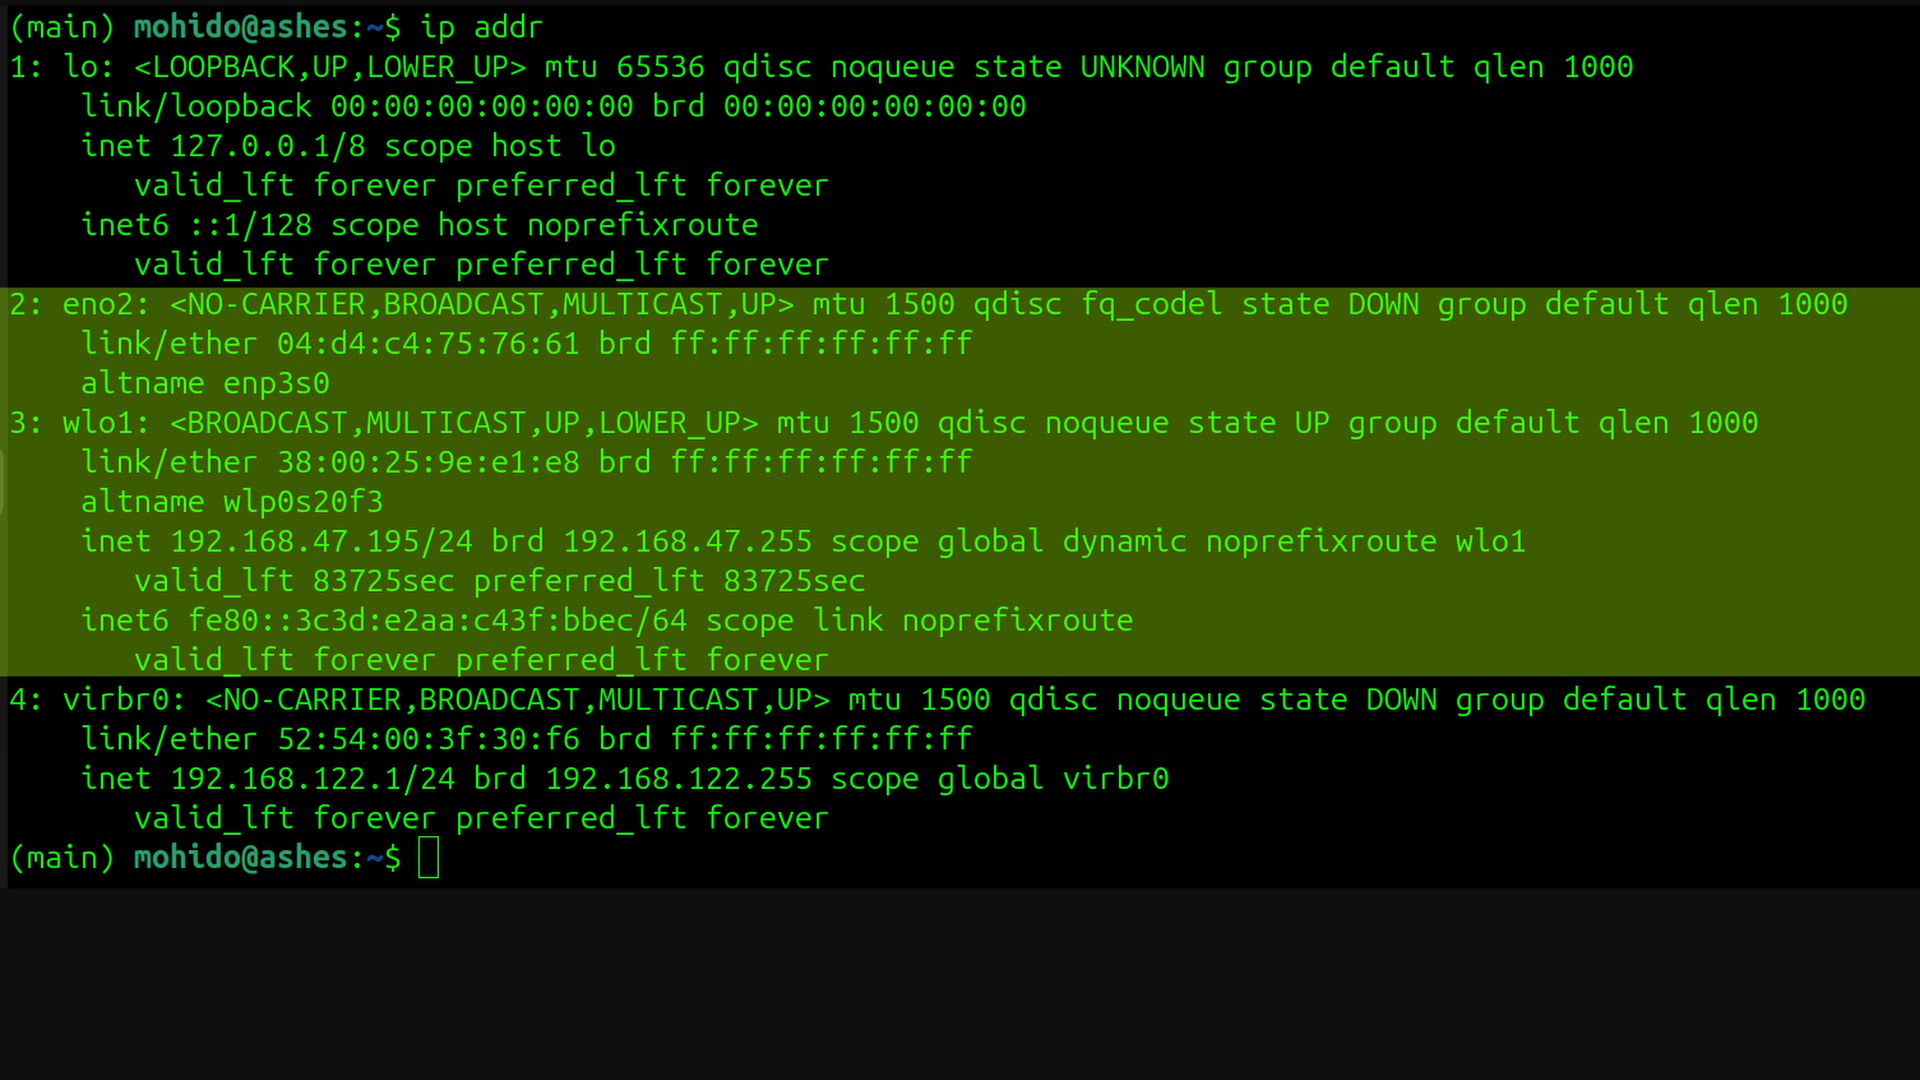 (main) mohido@ashes:~$ ip addr
1: lo: <LOOPBACK,UP,LOWER_UP> mtu 65536 qdisc noqueue state UNKNOWN group default qlen 1000
    link/loopback 00:00:00:00:00:00 brd 00:00:00:00:00:00
    inet 127.0.0.1/8 scope host lo
       valid_lft forever preferred_lft forever
    inet6 ::1/128 scope host noprefixroute
       valid_lft forever preferred_lft forever
2: eno2: <NO-CARRIER,BROADCAST,MULTICAST,UP> mtu 1500 qdisc fq_codel state DOWN group default qlen 1000
    link/ether 04:d4:c4:75:76:61 brd ff:ff:ff:ff:ff:ff
    altname enp3s0
3: wlo1: <BROADCAST,MULTICAST,UP,LOWER_UP> mtu 1500 qdisc noqueue state UP group default qlen 1000
    link/ether 38:00:25:9e:e1:e8 brd ff:ff:ff:ff:ff:ff
    altname wlp0s20f3
    inet 192.168.47.195/24 brd 192.168.47.255 scope global dynamic noprefixroute wlo1
       valid_lft 83725sec preferred_lft 83725sec
    inet6 fe80::3c3d:e2aa:c43f:bbec/64 scope link noprefixroute
       valid_lft forever preferred_lft forever
4: virbr0: <NO-CARRIER,BROADCAST,MULTICAST,UP> mtu 1500 qdisc noqueue state DOWN group default qlen 1000
    link/ether 52:54:00:3f:30:f6 brd ff:ff:ff:ff:ff:ff
    inet 192.168.122.1/24 brd 192.168.122.255 scope global virbr0
       valid_lft forever preferred_lft forever
(main) mohido@ashes:~$